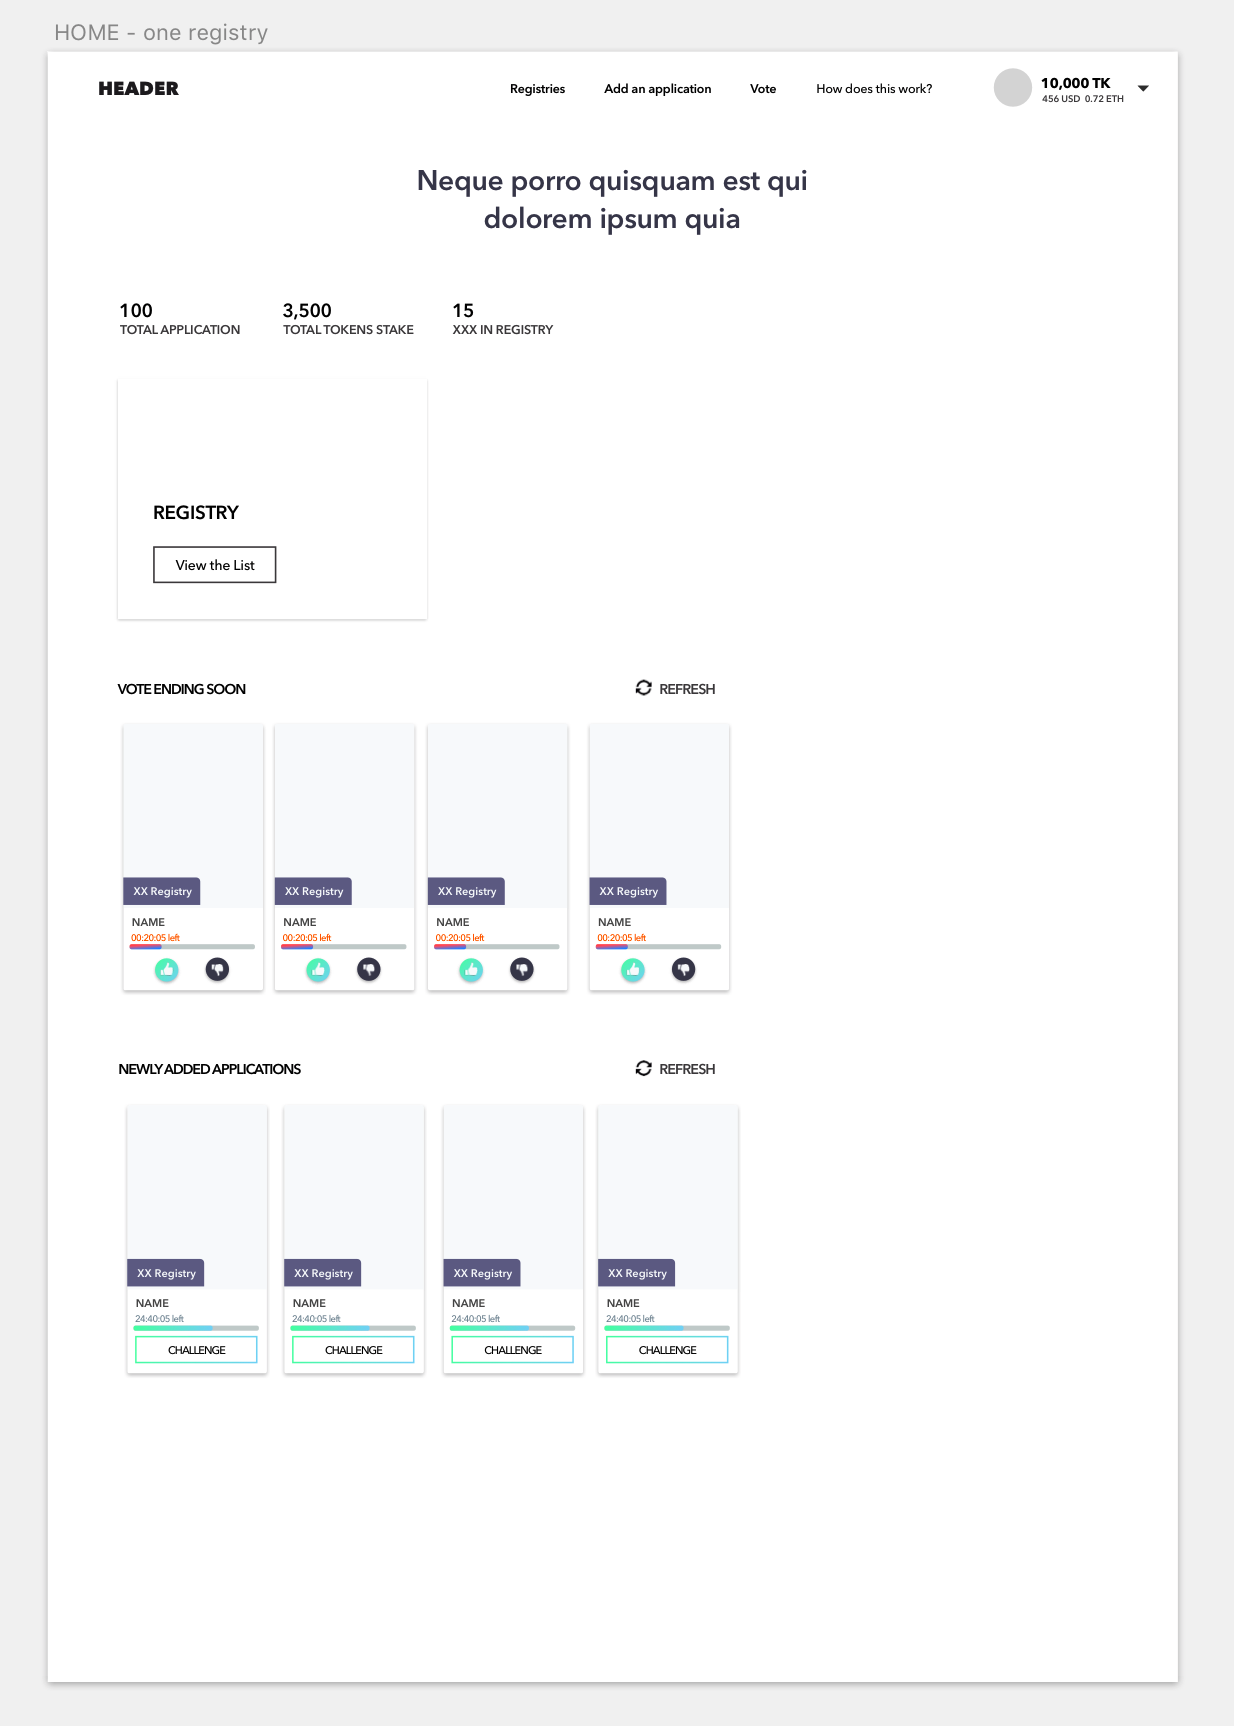 HOME - one registry
HEADER
Registries
Add an application
Vote
How does this work?
10,000 TK
456 USD 0.72 ETH
Neque porro quisquam est qui
dolorem ipsum quia
100
TOTAL APPLICATION
3,500
TOTAL TOKENS STAKE
15
XXX IN REGISTRY
REGISTRY
View the List
VOTE ENDING SOON
REFRESH
XX Registry
NAME
00:20:05 left
XX Registry
NAME
00:20:05 left
XX Registry
NAME
00:20:05 left
XX Registry
NAME
00:20:05 left
NEWLY ADDED APPLICATIONS
REFRESH
XX Registry
NAME
24:40:05 left
CHALLENGE
XX Registry
NAME
24:40:05 left
CHALLENGE
XX Registry
NAME
24:40:05 left
CHALLENGE
XX Registry
NAME
24:40:05 left
CHALLENGE